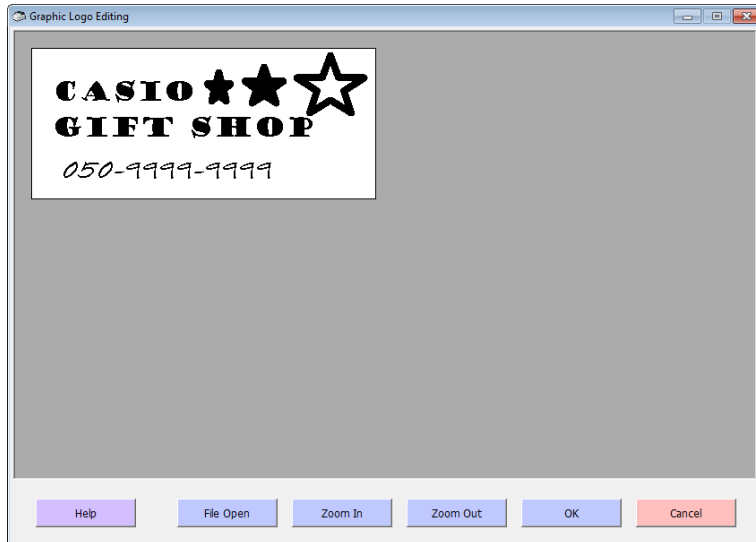 Graphic Logo Editing
CASIO
GIFT SHOP
050-9999-9999
Help File Open Zoom In Zoom Out OK Cancel